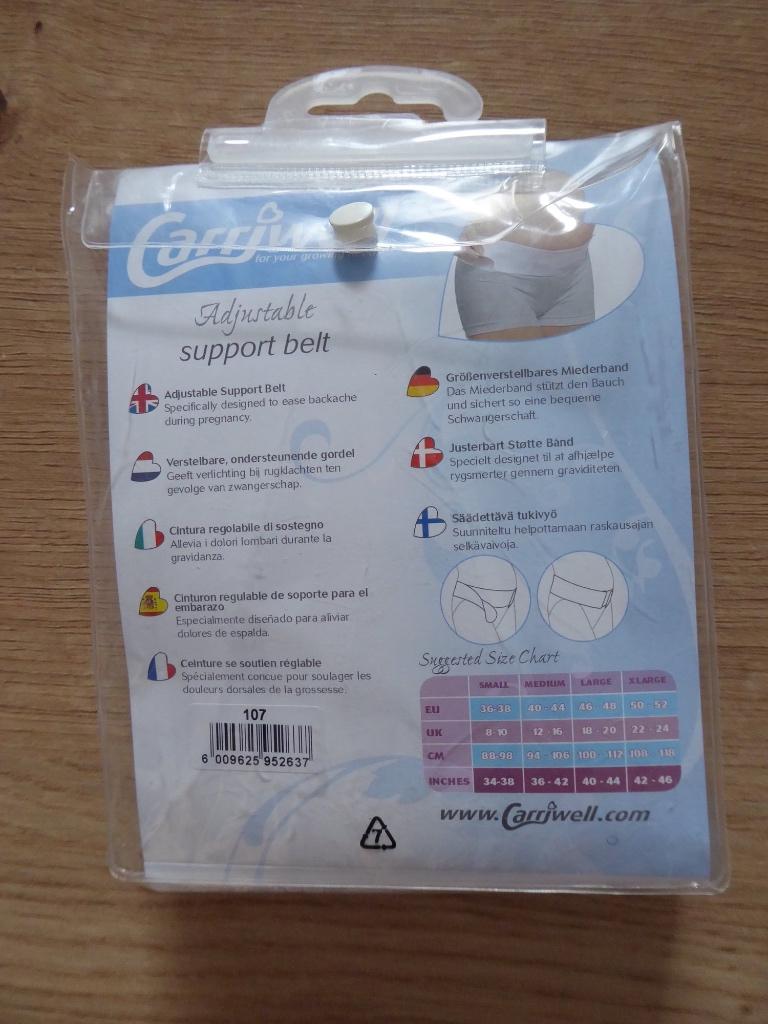 Carriwell
for your growing
Adjustable
support belt
Adjustable Support Belt
Specifically designed to ease backache
during pregnancy.
Verstelbare, ondersteunende gordel
Geeft verlichting bij rugklachten ten
gevolge van zwangerschap.
Cintura regolabile di sostegno
Allevia i dolori lombari durante la
gravidanza.
Cinturon regulable de soporte para el
embarazo
Especialmente diseñado para aliviar
dolores de espalda.
Ceinture se soutien réglable
Spécialement concue pour soulager les
douleurs dorsales de la grossesse.
107
6 009625 952637
Größenverstellbares Miederband
Das Miederband stützt den Bauch
und sichert so eine bequeme
Schwangerschaft.
Justerbart Støtte Bånd
Specielt designet til at afhjælpe
rygsmerter gennem graviditeten.
Säädettävä tukivyö
Suunniteltu helpottamaan raskausajan
selkävaivoja.
Suggested Size Chart
SMALL MEDIUM LARGE XLARGE
EU 36-38 40 - 44 46 - 48 50 - 52
UK 8-10 12 - 16 18 - 20 22 - 24
CM 88-98 94 - 106 100 - 112 108 - 118
INCHES 34-38 36 - 42 40 - 44 42 - 46
www.Carriwell.com
7